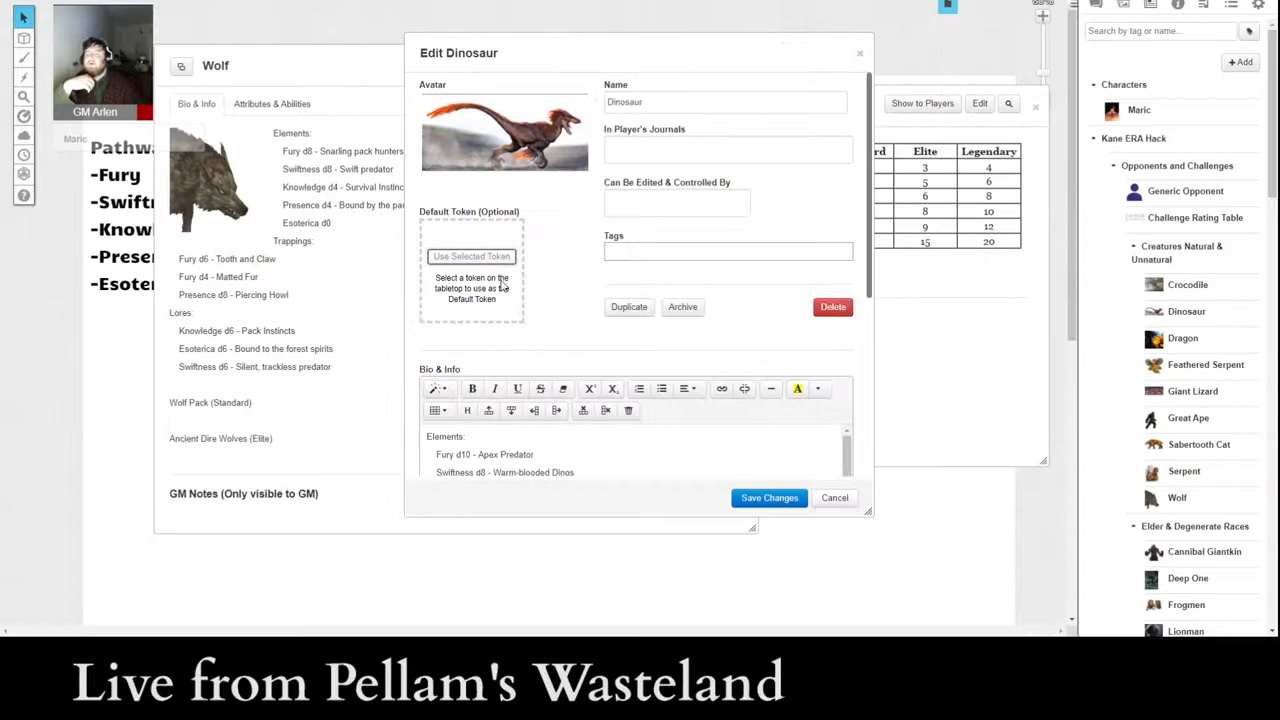 GM Arlen
Maric
Pathw
-Fury
-Swiftn
-Know
-Prese
-Esote
Wolf
Bio & Info
Attributes & Abilities
Elements:
Fury d8 - Snarling pack hunters
Swiftness d8 - Swift predator
Knowledge d4 - Survival Instinc
Presence d4 - Bound by the pac
Esoterica d0
Trappings:
Fury d6 - Tooth and Claw
Fury d4 - Matted Fur
Presence d8 - Piercing Howl
Lores:
Knowledge d6 - Pack Instincts
Esoterica d6 - Bound to the forest spirits
Swiftness d6 - Silent, trackless predator
Wolf Pack (Standard)
Ancient Dire Wolves (Elite)
GM Notes (Only visible to GM)
Edit Dinosaur
×
Avatar
Default Token (Optional)
Use Selected Token
Select a token on the
tabletop to use as the
Default Token
Name
Dinosaur
In Player's Journals
Can Be Edited & Controlled By
Tags
Duplicate
Archive
Delete
Bio & Info
Elements:
Fury d10 - Apex Predator
Swiftness d8 - Warm-blooded Dinos
Save Changes
Cancel
Show to Players
Edit
×
rd Elite Legendary
3 4
5 6
6 8
8 10
9 12
15 20
Search by tag or name...
+ Add
Characters
Maric
Kane ERA Hack
Opponents and Challenges
Generic Opponent
Challenge Rating Table
Creatures Natural &
Unnatural
Crocodile
Dinosaur
Dragon
Feathered Serpent
Giant Lizard
Great Ape
Sabertooth Cat
Serpent
Wolf
Elder & Degenerate Races
Cannibal Giantkin
Deep One
Frogmen
Lionman
Live from Pellam's Wasteland